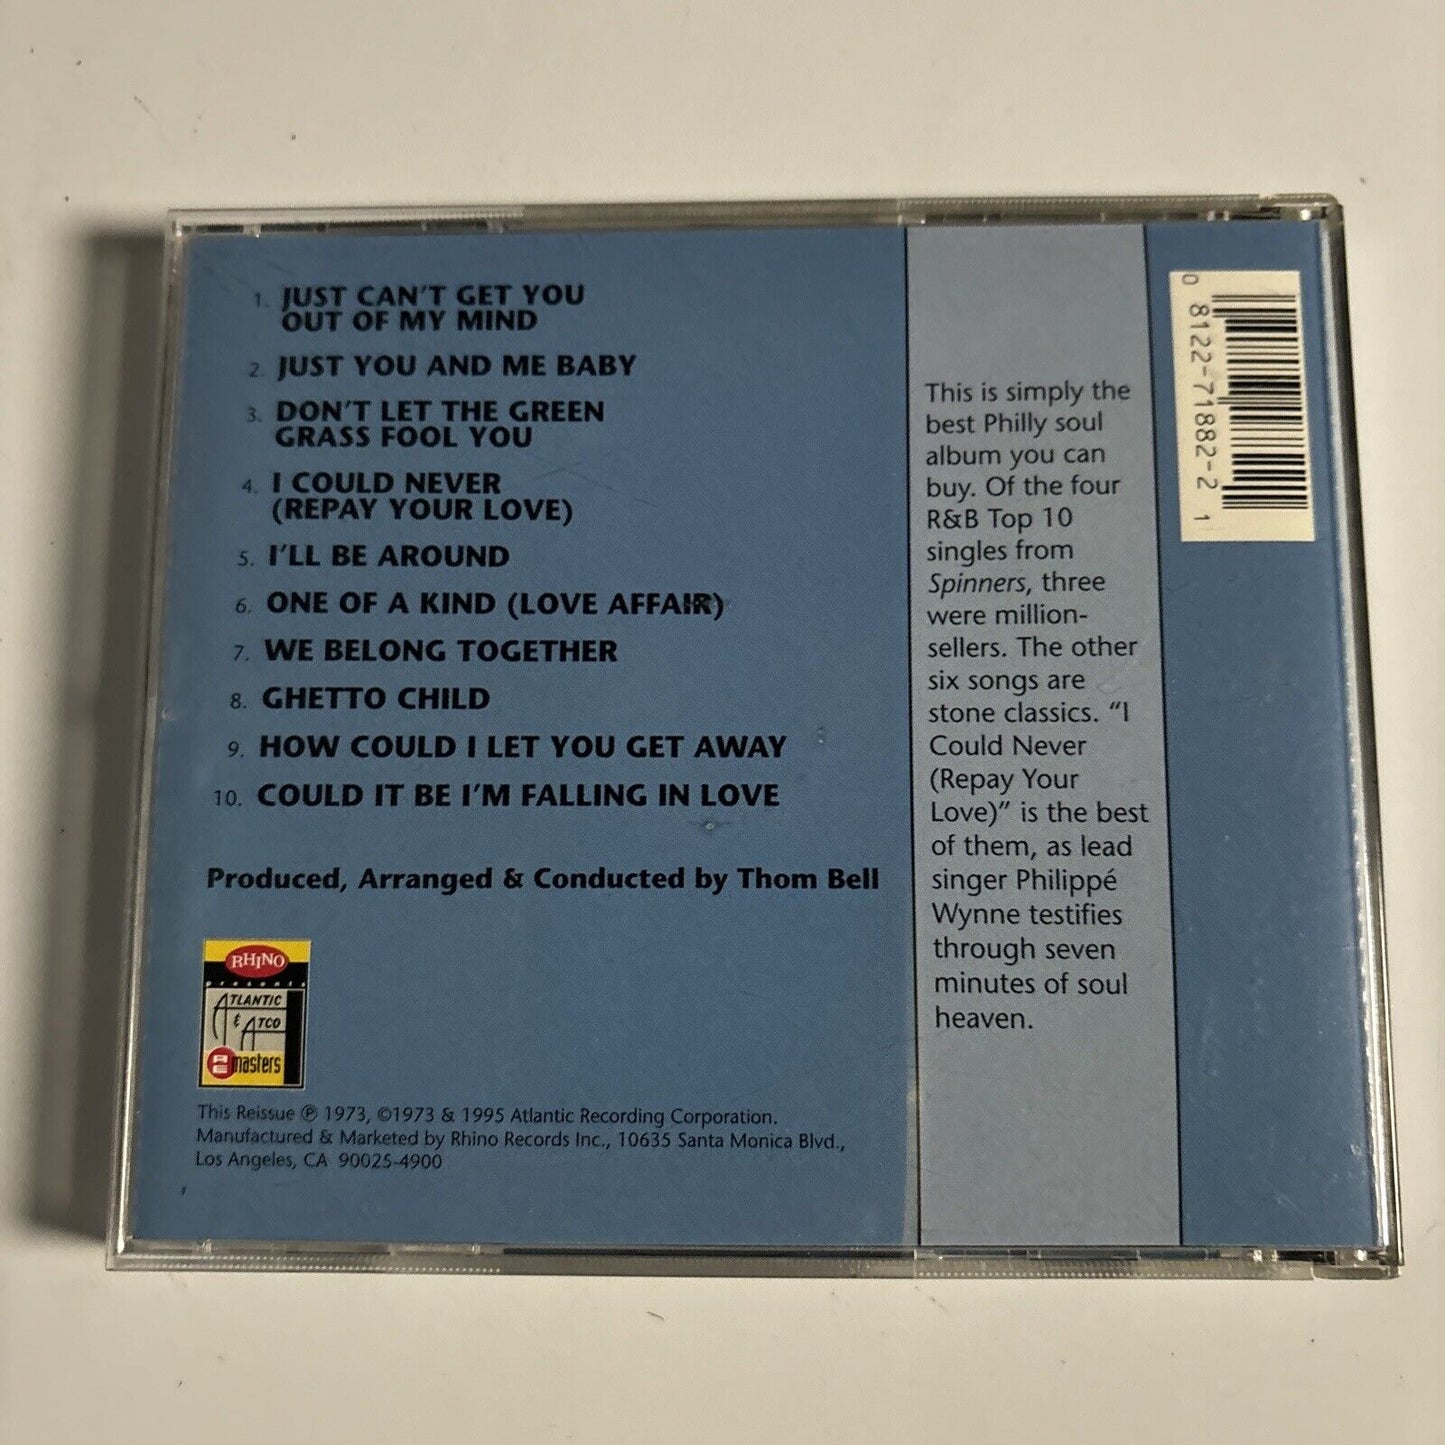 1. JUST CAN'T GET YOU
OUT OF MY MIND
2. JUST YOU AND ME BABY
3. DON'T LET THE GREEN
GRASS FOOL YOU
4. I COULD NEVER
(REPAY YOUR LOVE)
5. I'LL BE AROUND
6. ONE OF A KIND (LOVE AFFAIR)
7. WE BELONG TOGETHER
8. GHETTO CHILD
9. HOW COULD I LET YOU GET AWAY
10. COULD IT BE I'M FALLING IN LOVE
Produced, Arranged & Conducted by Thom Bell
RHINO
presents
ATLANTIC
& ATCO
masters
This Reissue ℗ 1973, ©1973 & 1995 Atlantic Recording Corporation.
Manufactured & Marketed by Rhino Records Inc., 10635 Santa Monica Blvd.,
Los Angeles, CA 90025-4900
This is simply the
best Philly soul
album you can
buy. Of the four
R&B Top 10
singles from
Spinners, three
were million-
sellers. The other
six songs are
stone classics. "I
Could Never
(Repay Your
Love)" is the best
of them, as lead
singer Philippé
Wynne testifies
through seven
minutes of soul
heaven.
0 8122-71882-2 1